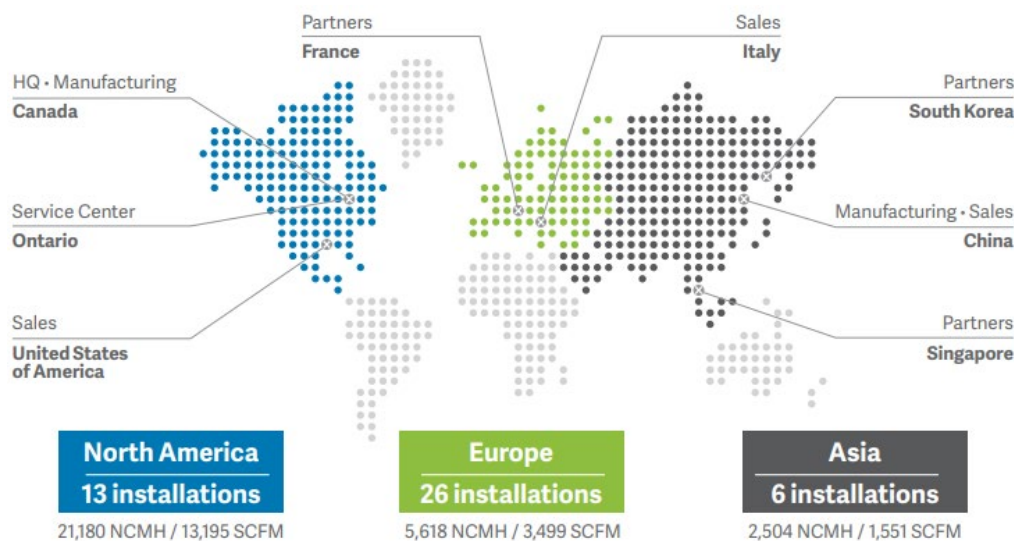 Partners
France
Sales
Italy
HQ • Manufacturing
Canada
Partners
South Korea
Service Center
Ontario
Manufacturing • Sales
China
Sales
United States
of America
Partners
Singapore
North America
13 installations
21,180 NCMH / 13,195 SCFM
Europe
26 installations
5,618 NCMH / 3,499 SCFM
Asia
6 installations
2,504 NCMH / 1,551 SCFM